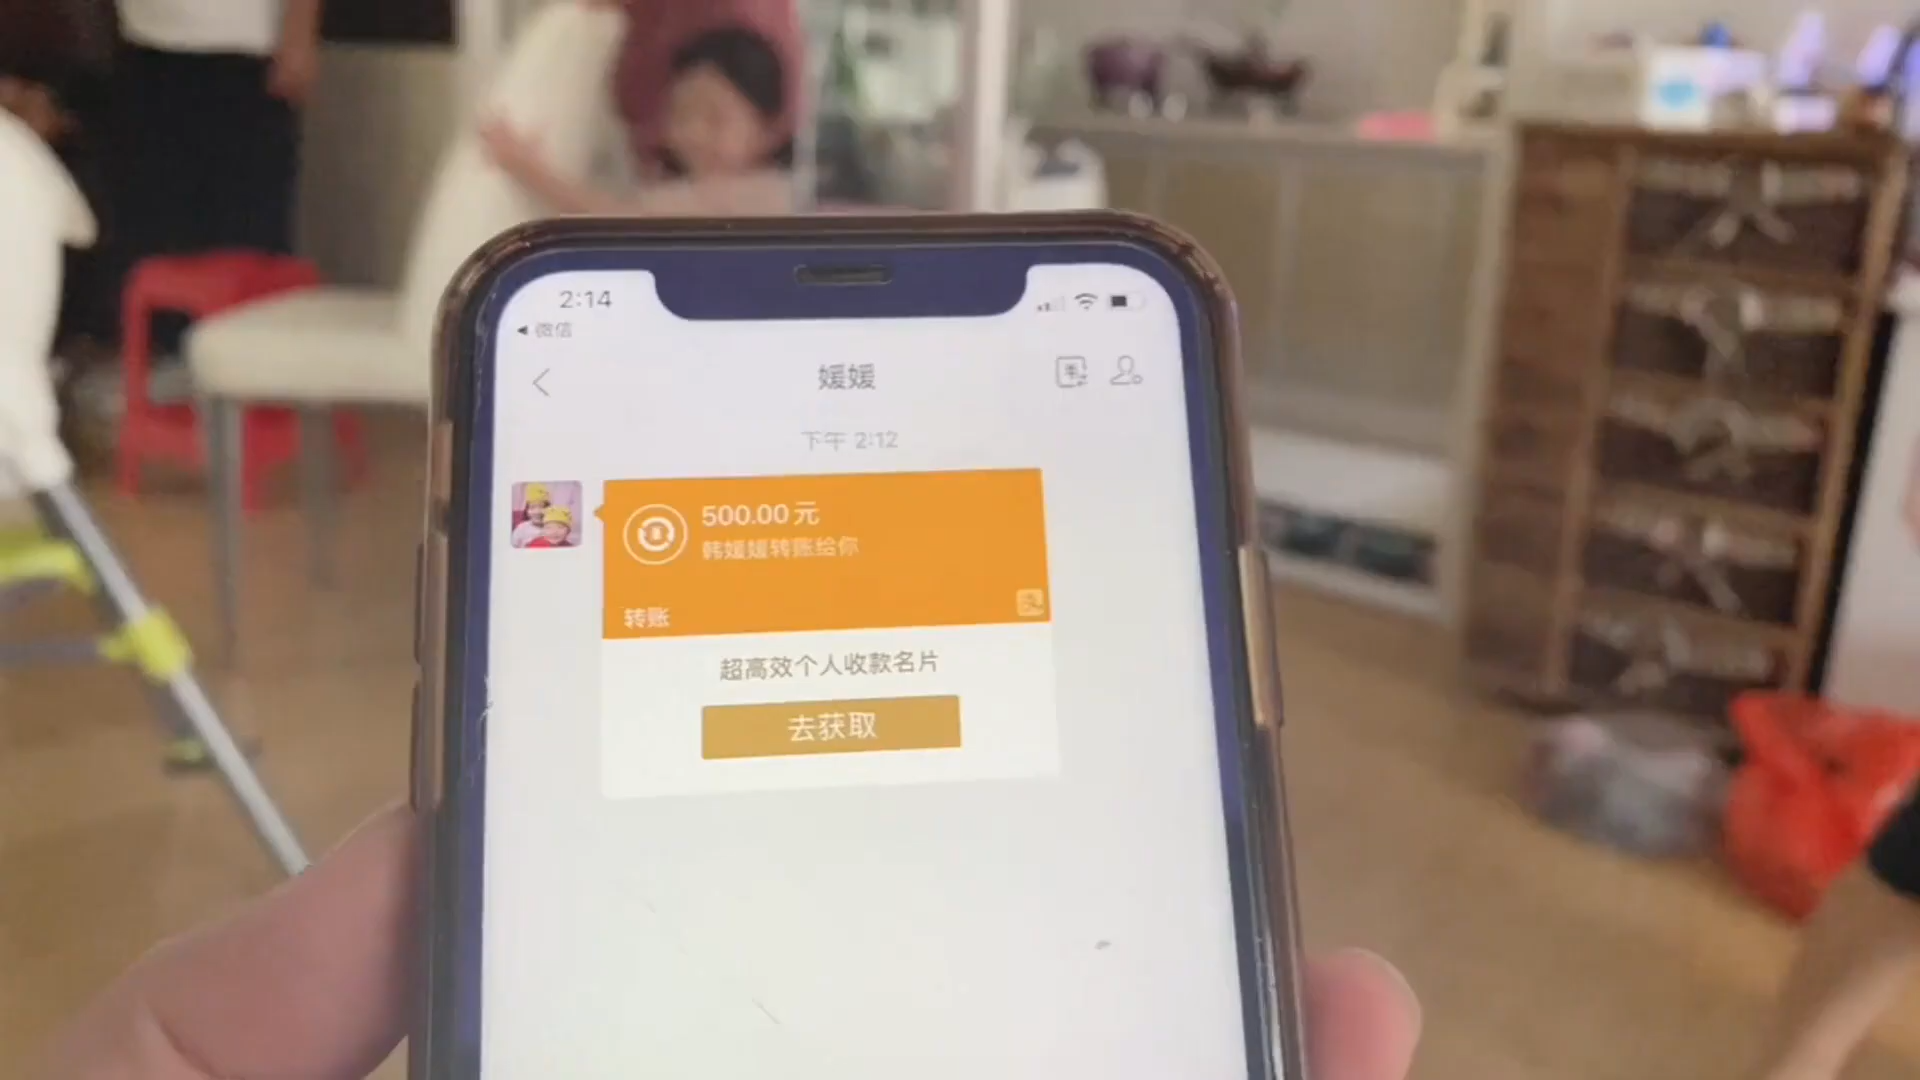 2:14
微信
媛媛
下午 2:12
500.00元
韩媛媛转账给你
转账
支
超高效个人收款名片
去获取